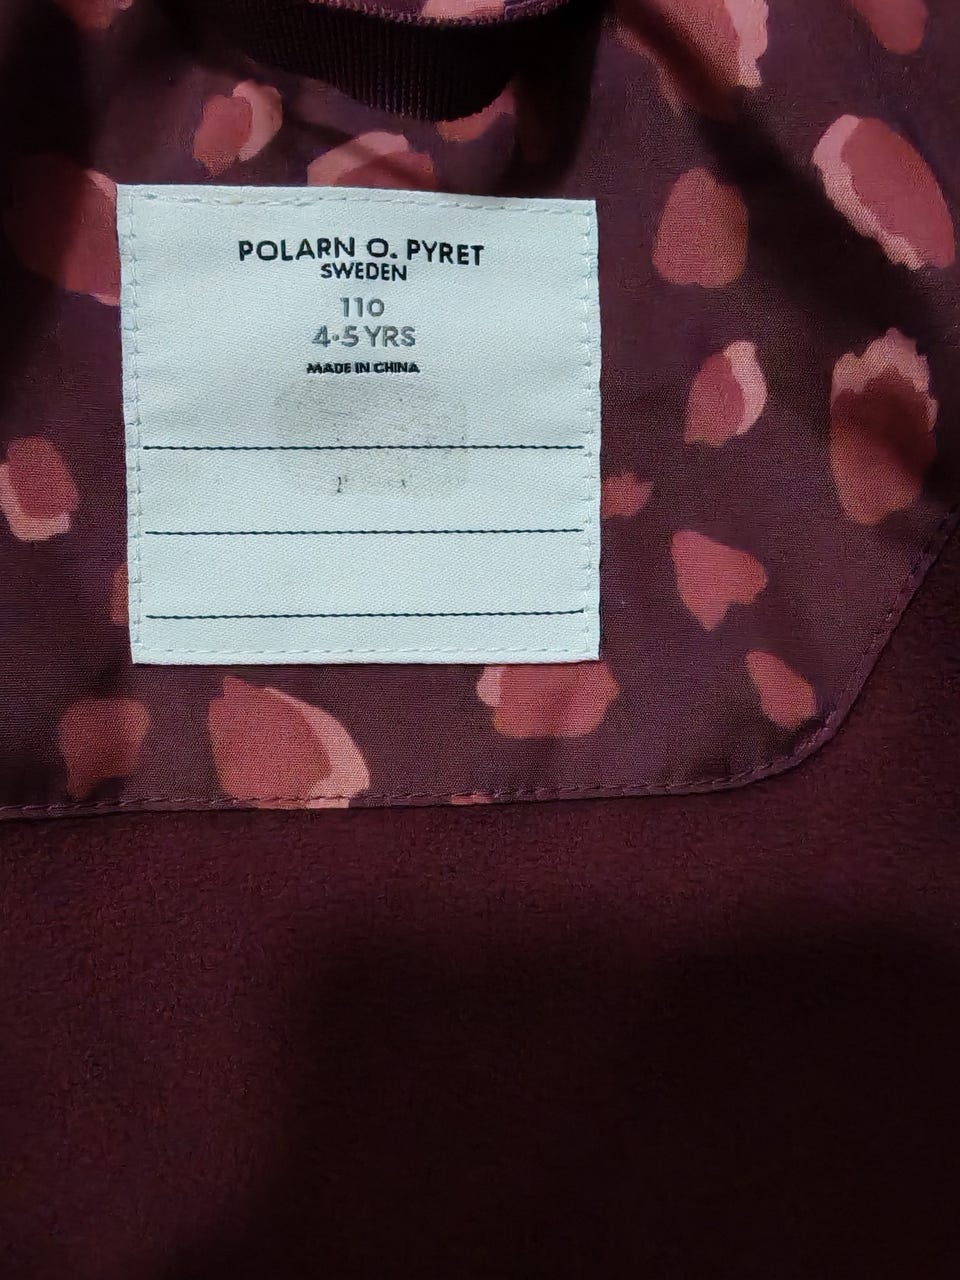 POLARN O. PYRET
SWEDEN
110
4-5 YRS
MADE IN CHINA